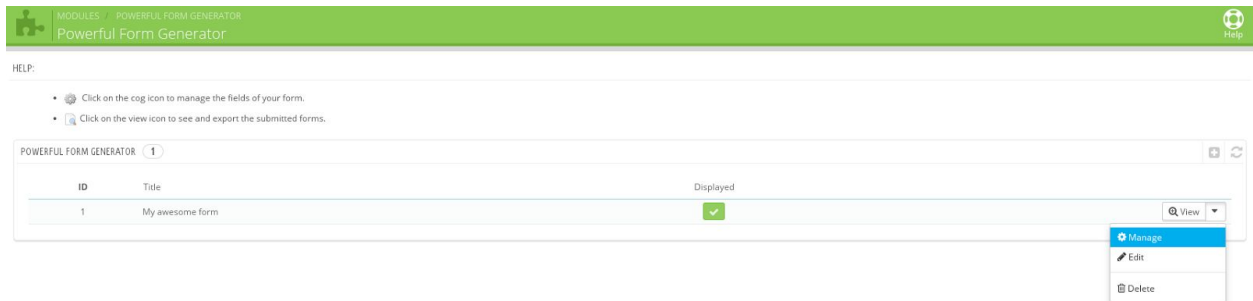 MODULES / POWERFUL FORM GENERATOR
Powerful Form Generator
Help
HELP:
Click on the cog icon to manage the fields of your form.
Click on the view icon to see and export the submitted forms.
POWERFUL FORM GENERATOR 1
ID Title Displayed
1 My awesome form View
Manage
Edit
Delete